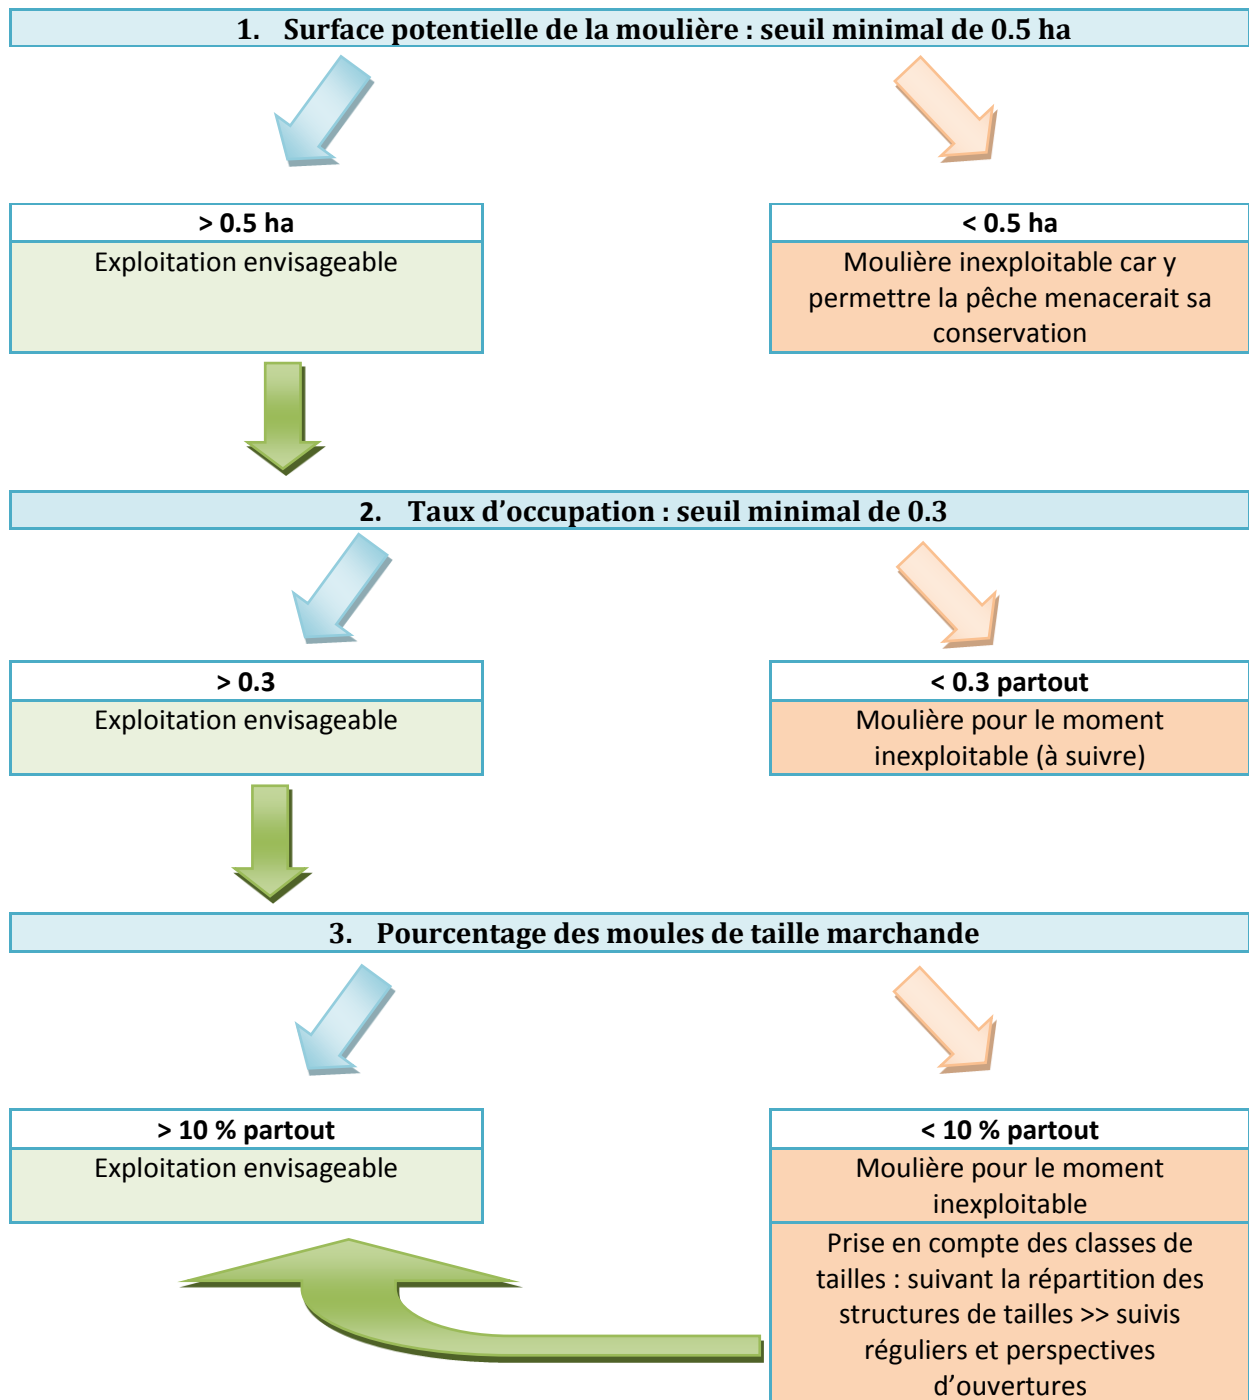 1. Surface potentielle de la moulière : seuil minimal de 0.5 ha
> 0.5 ha
Exploitation envisageable
< 0.5 ha
Moulière inexploitable car y
permettre la pêche menacerait sa
conservation
2. Taux d'occupation : seuil minimal de 0.3
> 0.3
Exploitation envisageable
< 0.3 partout
Moulière pour le moment
inexploitable (à suivre)
3. Pourcentage des moules de taille marchande
> 10 % partout
Exploitation envisageable
< 10 % partout
Moulière pour le moment
inexploitable
Prise en compte des classes de
tailles : suivant la répartition des
structures de tailles >> suivis
réguliers et perspectives
d'ouvertures